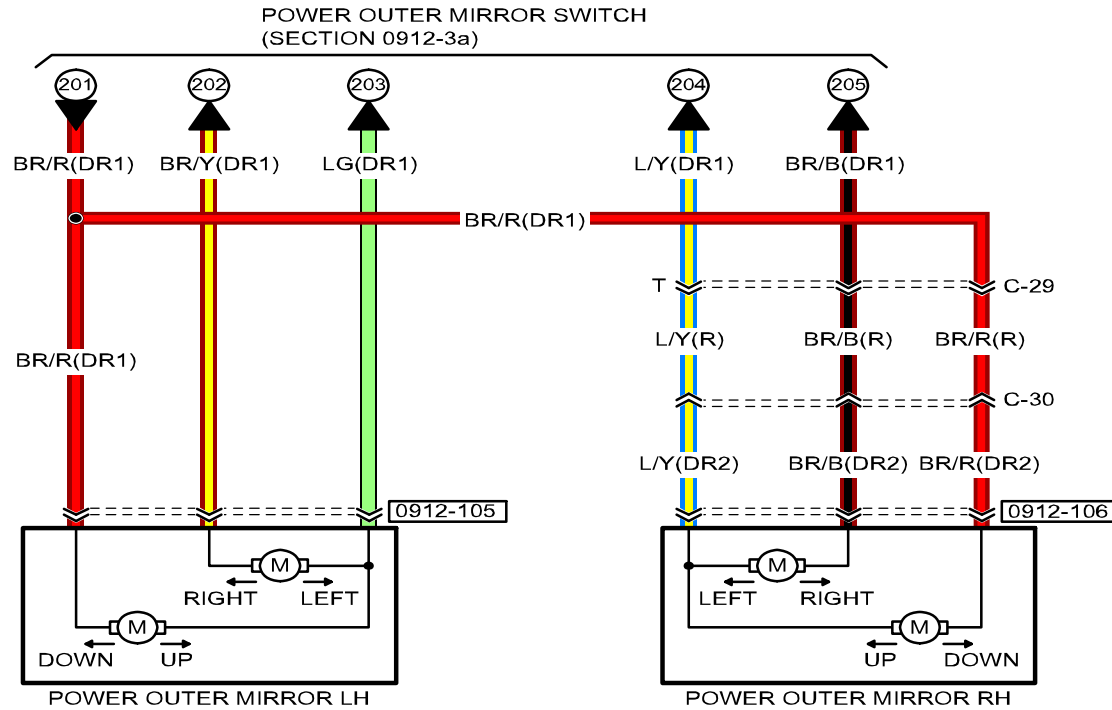 POWER OUTER MIRROR SWITCH
(SECTION 0912-3a)
201 202 203 204 205
BR/R(DR1) BR/Y(DR1) LG(DR1) L/Y(DR1) BR/B(DR1)
BR/R(DR1)
T C-29
L/Y(R) BR/B(R) BR/R(R)
BR/R(DR1)
C-30
L/Y(DR2) BR/B(DR2) BR/R(DR2)
0912-105 0912-106
M M
RIGHT LEFT LEFT RIGHT
M M
DOWN UP UP DOWN
POWER OUTER MIRROR LH POWER OUTER MIRROR RH